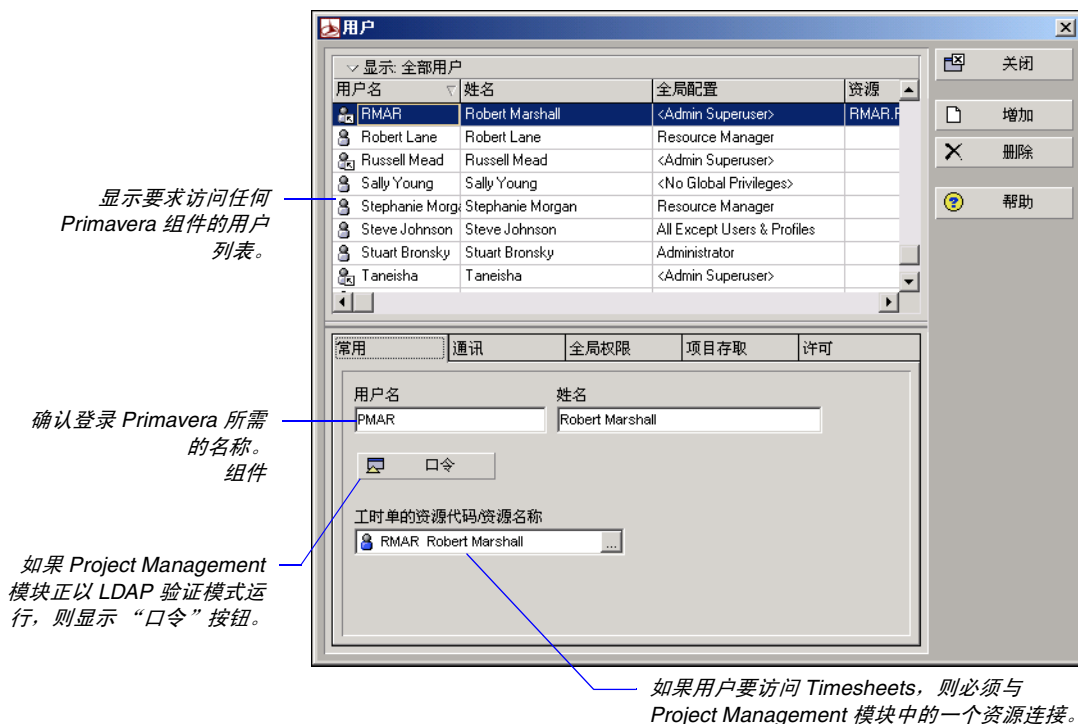 用户
显示: 全部用户
用户名 姓名 全局配置 资源
RMAR Robert Marshall <Admin Superuser> RMAR.F
Robert Lane Robert Lane Resource Manager
Russell Mead Russell Mead <Admin Superuser>
Sally Young Sally Young <No Global Privileges>
Stephanie Morga Stephanie Morgan Resource Manager
Steve Johnson Steve Johnson All Except Users & Profiles
Stuart Bronsky Stuart Bronsky Administrator
Taneisha Taneisha <Admin Superuser>
关闭
增加
删除
帮助
常用 通讯 全局权限 项目存取 许可
用户名 姓名
PMAR Robert Marshall
口令
工时单的资源代码/资源名称
RMAR Robert Marshall ...
显示要求访问任何
Primavera 组件的用户
列表。
确认登录 Primavera 所需
的名称。
组件
如果 Project Management
模块正以 LDAP 验证模式运
行，则显示 “口令”按钮。
如果用户要访问 Timesheets，则必须与
Project Management 模块中的一个资源连接。